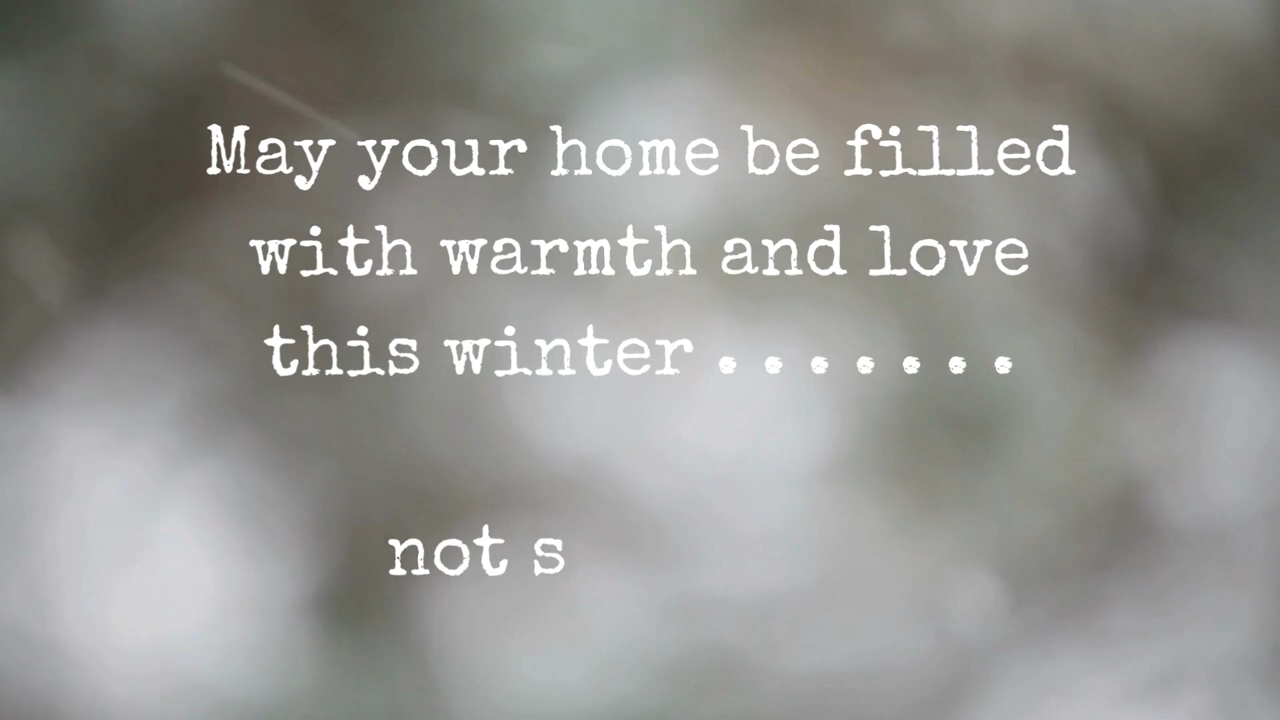 May your home be filled
with warmth and love
this winter.......
not s